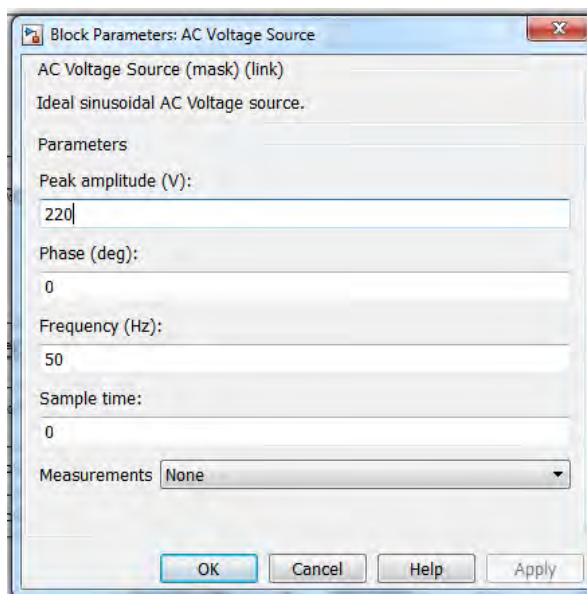 Block Parameters: AC Voltage Source
AC Voltage Source (mask) (link)
Ideal sinusoidal AC Voltage source.
Parameters
Peak amplitude (V):
220
Phase (deg):
0
Frequency (Hz):
50
Sample time:
0
Measurements None
OK Cancel Help Apply